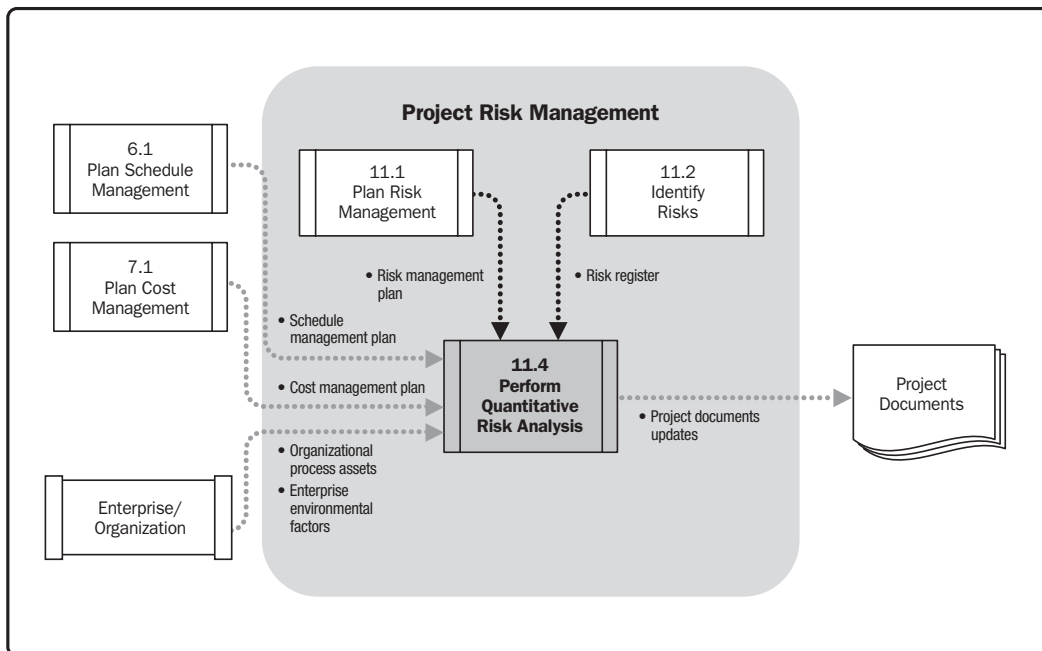 Project Risk Management
6.1
Plan Schedule
Management
11.1
Plan Risk
Management
11.2
Identify
Risks
7.1
Plan Cost
Management
• Risk management
plan
• Risk register
• Schedule
management plan
• Cost management plan
11.4
Perform
Quantitative
Risk Analysis
• Project documents
updates
Project
Documents
• Organizational
process assets
• Enterprise
environmental
factors
Enterprise/
Organization